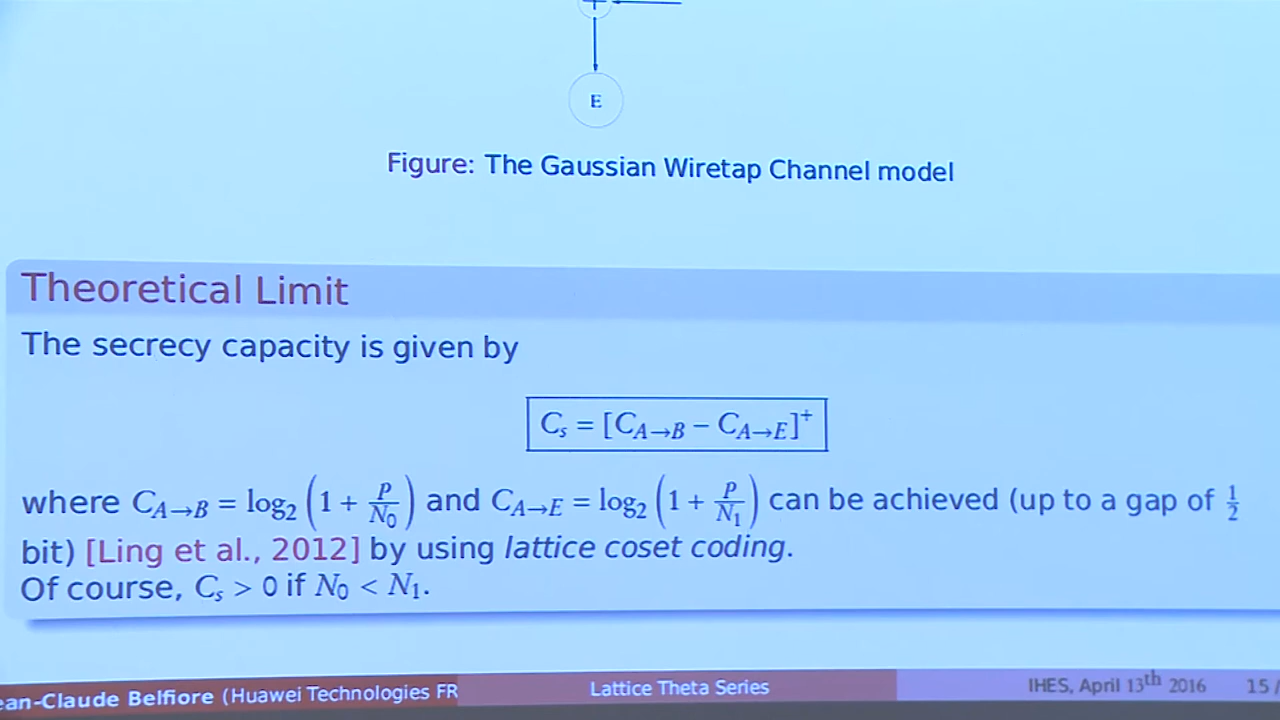 E
Figure: The Gaussian Wiretap Channel model
Theoretical Limit
The secrecy capacity is given by
C_s = [C_{A→B} − C_{A→E}]^+
where C_{A→B} = log_2 (1 + P/N_0) and C_{A→E} = log_2 (1 + P/N_1) can be achieved (up to a gap of 1/2
bit) [Ling et al., 2012] by using lattice coset coding.
Of course, C_s > 0 if N_0 < N_1.
ean-Claude Belfiore (Huawei Technologies FR Lattice Theta Series IHES, April 13th 2016 15 /